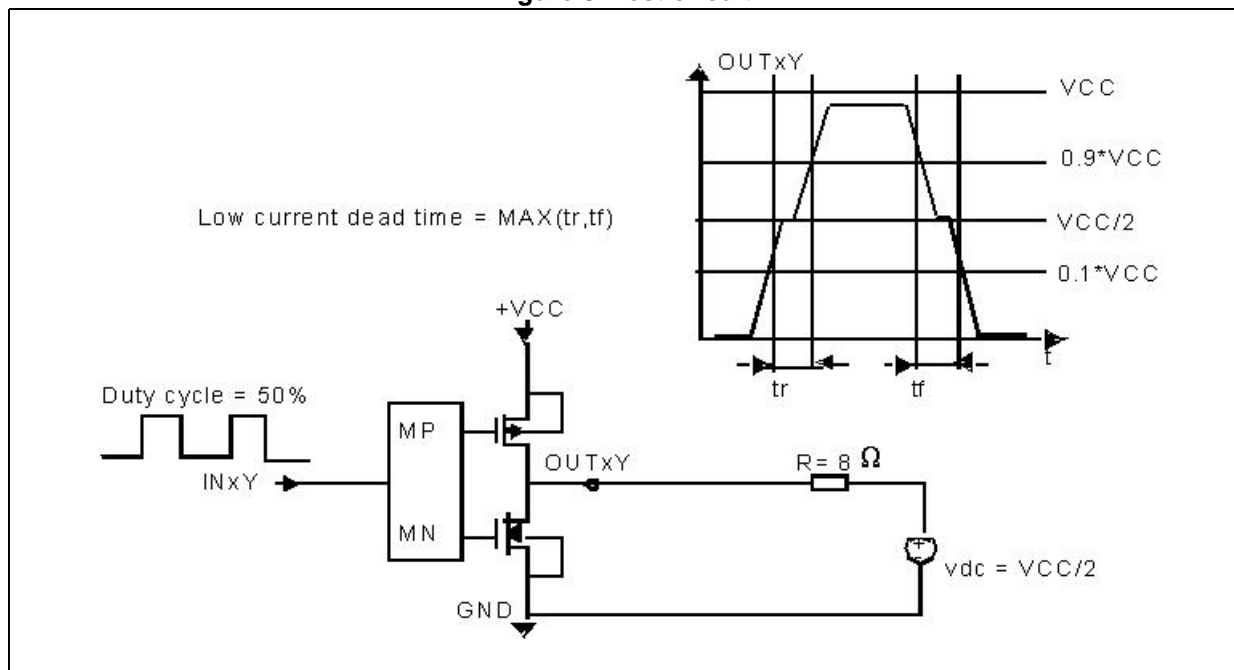 OUTxY
VCC
0.9*VCC
Low current dead time = MAX(tr,tf)
VCC/2
0.1*VCC
+VCC
t
tr
tf
Duty cycle = 50%
MP
OUTxY
R= 8 Ω
INxY
MN
+
vdc = VCC/2
GND